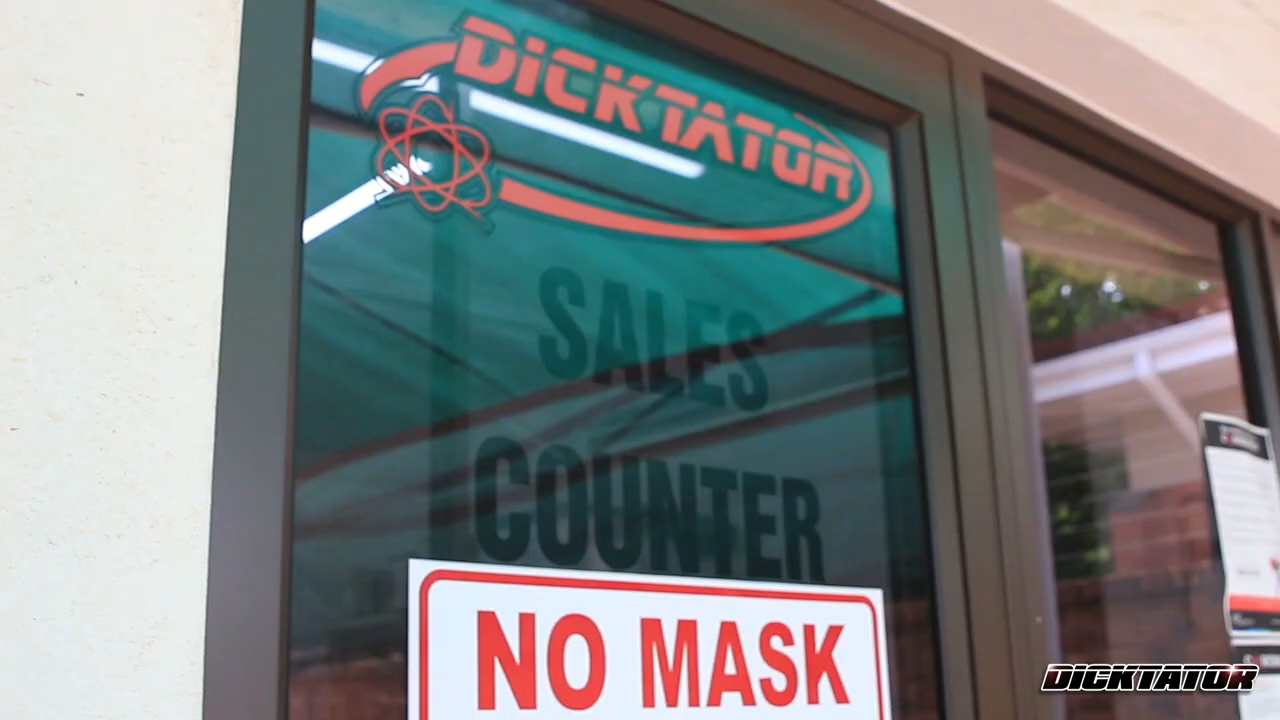 DICKTATOR
SALES
COUNTER
NO MASK
DICKTATOR